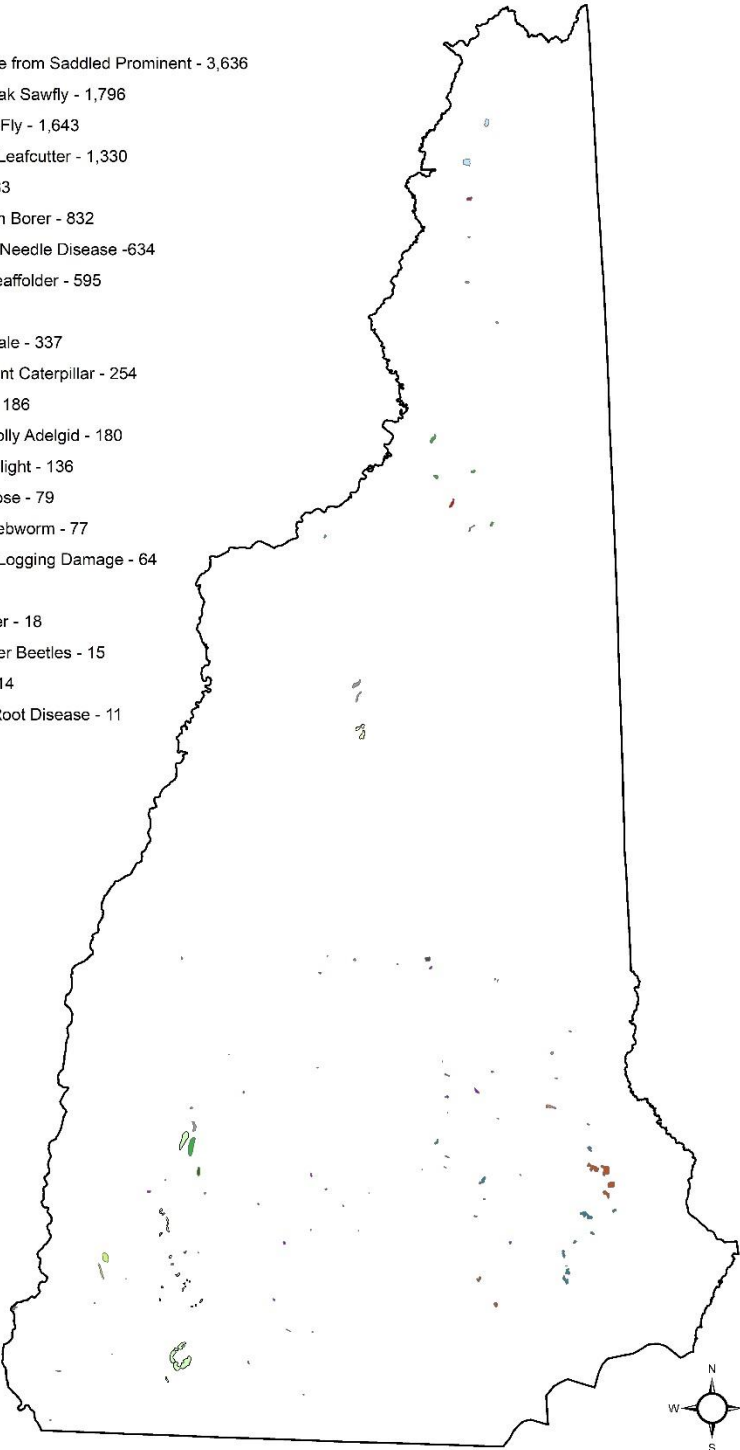 e from Saddled Prominent - 3,636
ak Sawfly - 1,796
Fly - 1,643
Leafcutter - 1,330
3
n Borer - 832
Needle Disease -634
eaffolder - 595
ale - 337
nt Caterpillar - 254
186
olly Adelgid - 180
light - 136
ose - 79
ebworm - 77
Logging Damage - 64
er - 18
er Beetles - 15
14
Root Disease - 11
N
W
S